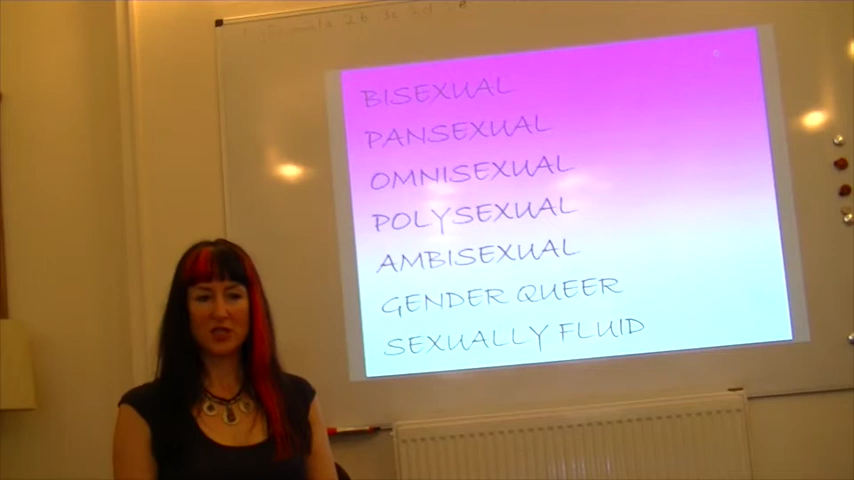 BISEXUAL
PANSEXUAL
OMNISEXUAL
POLYSEXUAL
AMBISEXUAL
GENDER QUEER
SEXUALLY FLUID